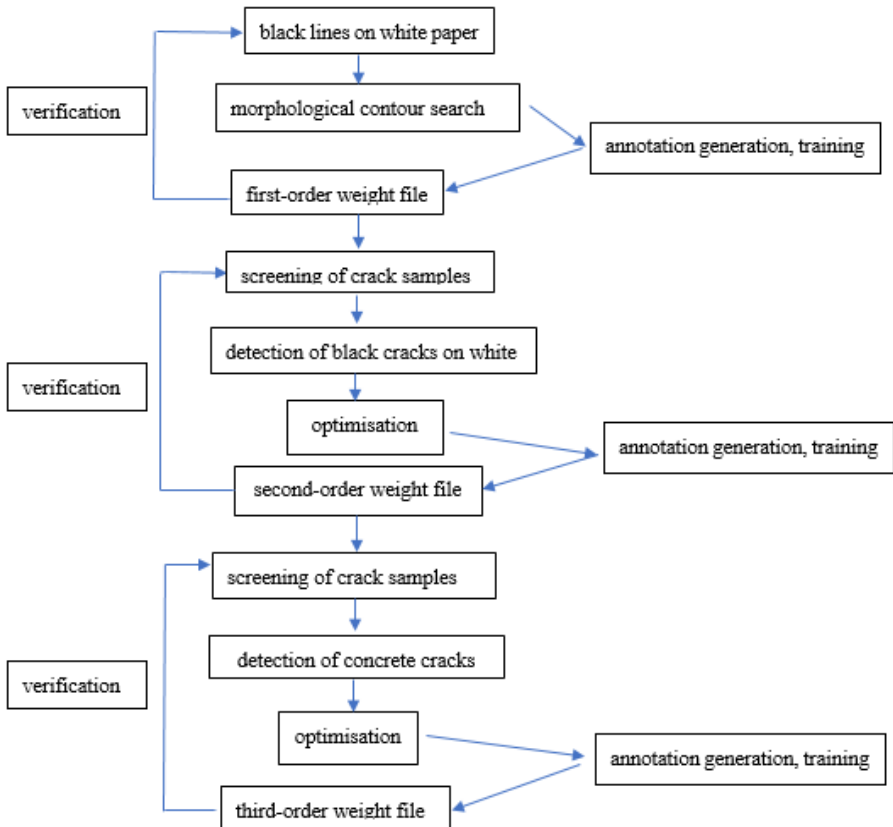 black lines on white paper
verification
morphological contour search
annotation generation, training
first-order weight file
screening of crack samples
detection of black cracks on white
verification
optimisation
annotation generation, training
second-order weight file
screening of crack samples
detection of concrete cracks
verification
optimisation
annotation generation, training
third-order weight file